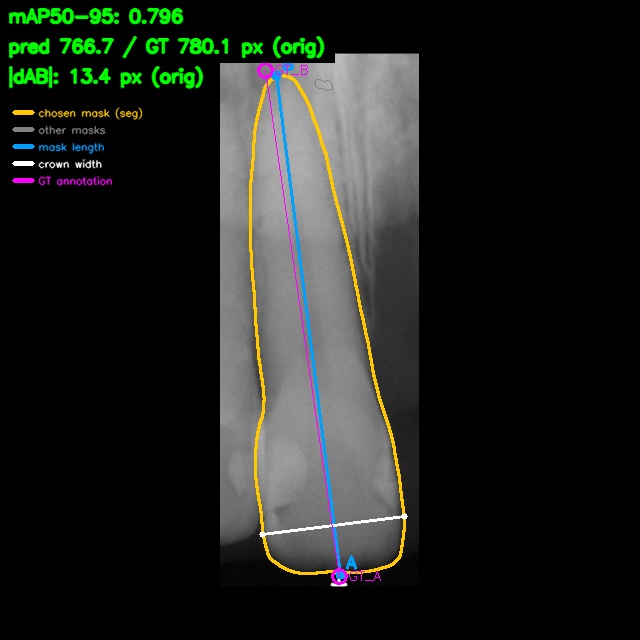 mAP50-95: 0.796
pred 766.7 / GT 780.1 px (orig)
|dAB|: 13.4 px (orig)
chosen mask (seg)
other masks
mask length
crown width
GT annotation
GT_B
A
GT_A